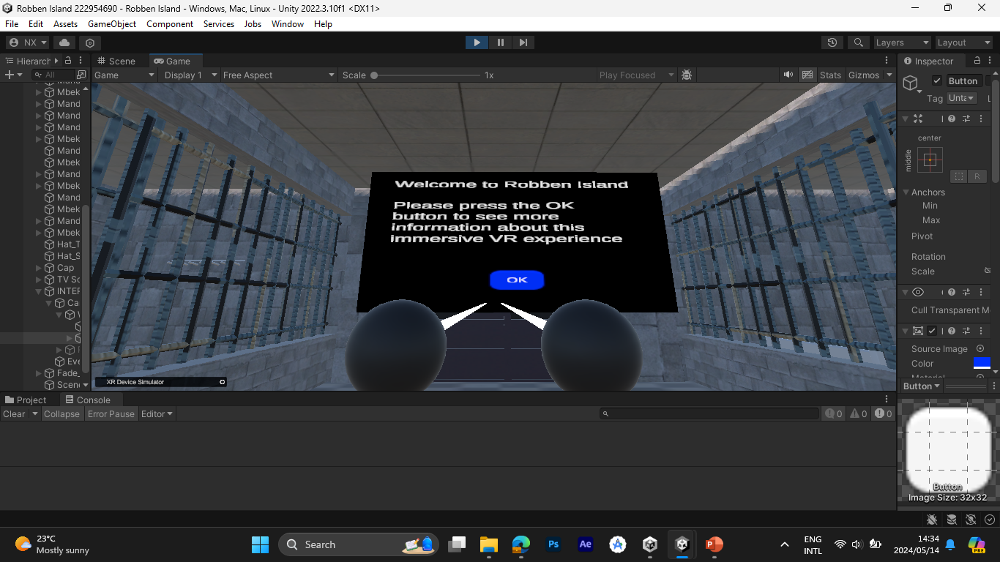 Robben Island 222954690 - Robben Island - Windows, Mac, Linux - Unity 2022.3.10f1 <DX11>
File Edit Assets GameObject Component Services Jobs Window Help
NX Layers Layout
Hierarch Scene Game Inspector
All Game Display 1 Free Aspect Scale 1x Play Focused Stats Gizmos
Button
Tag Unta
Mbek
Mand
Mand
Mand
Mbek
Mand
Mbek
Mand
Mbek
Mand
Mbek
Mand
Mbek
Hat_T
Hat_S
Cap
TV Sc
INTER
Ca
Eve
Fade_
Scene
Welcome to Robben Island
Please press the OK
button to see more
information about this
immersive VR experience
OK
XR Device Simulator
center
middle
R
Anchors
Min
Max
Pivot
Rotation
Scale
Cull Transparent M
Source Image
Color
Button
Button
Image Size: 32x32
Project Console
Clear Collapse Error Pause Editor 0 0 0
23°C
Mostly sunny
Search
Ps
Ae
P
ENG
INTL
14:34
2024/05/14
PRE